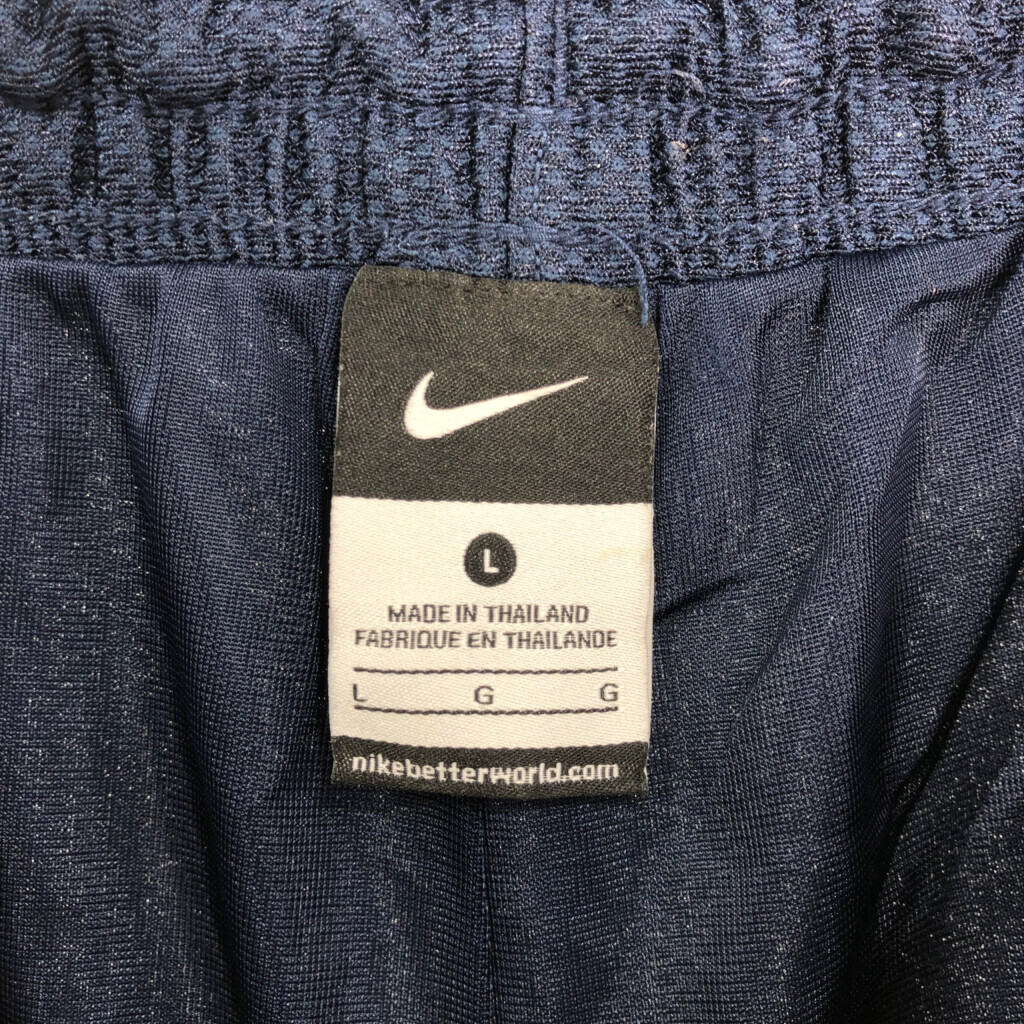 L
MADE IN THAILAND
FABRIQUE EN THAILANDE
L G G
nikebetterworld.com